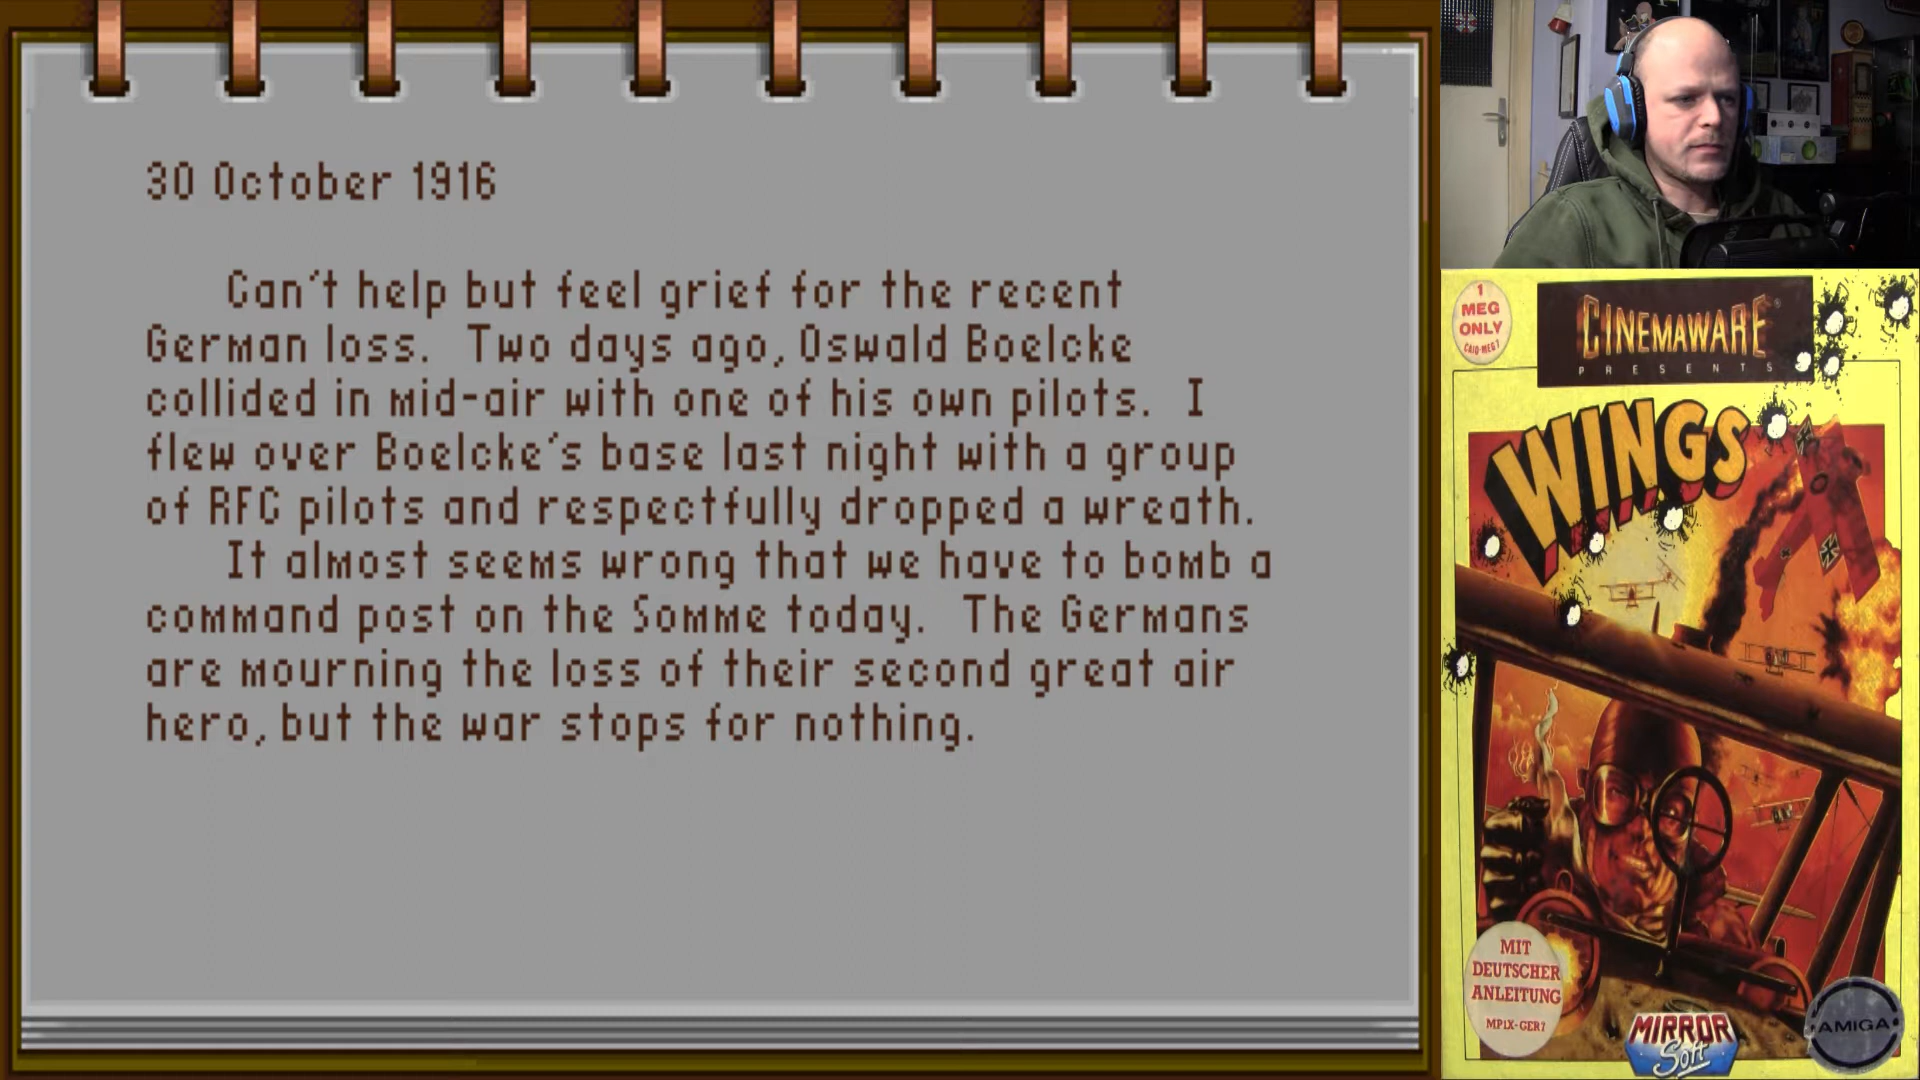 30 October 1916
Can't help but feel grief for the recent
German loss. Two days ago, Oswald Boelcke
collided in mid-air with one of his own pilots. I
flew over Boelcke's base last night with a group
of RFC pilots and respectfully dropped a wreath.
It almost seems wrong that we have to bomb a
command post on the Somme today. The Germans
are mourning the loss of their second great air
hero, but the war stops for nothing.
1
MEG
ONLY
CAIO-MEG7
CINEMAWARE
PRESENTS
WINGS
MIT
DEUTSCHER
ANLEITUNG
MPIX-GER7
MIRROR
Soft
AMIGA